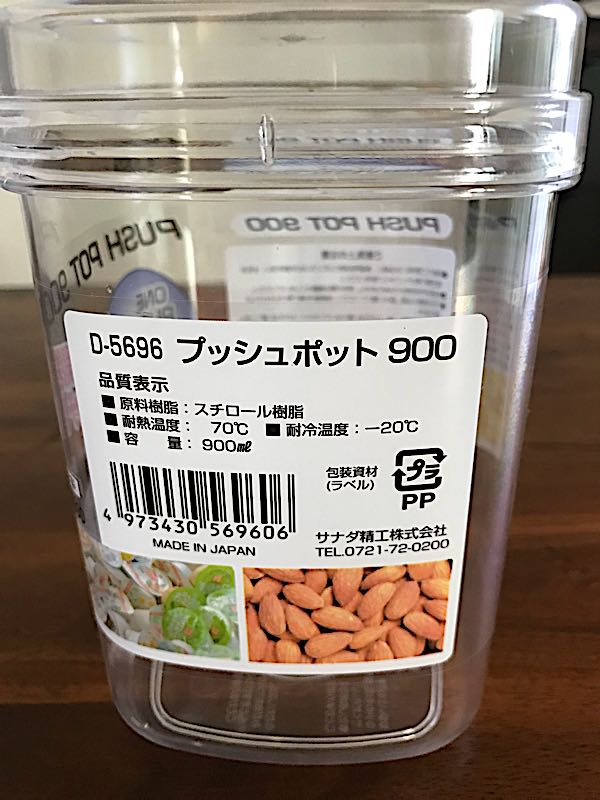 PUSH POT 900
PUSH POT 900
ONE
D-5696 プッシュポット 900
品質表示
■ 原料樹脂：スチロール樹脂
■ 耐熱温度： 70℃ ■ 耐冷温度：−20℃
■ 容 量： 900㎖
包装資材
(ラベル)
プラ
PP
4 973430 569606
MADE IN JAPAN
サナダ精工株式会社
TEL.0721-72-0200